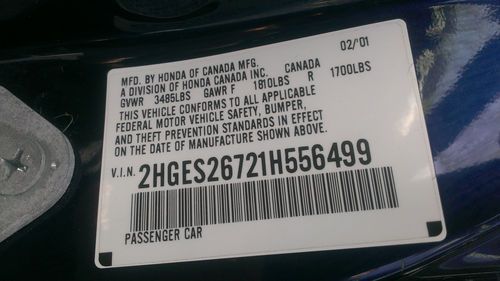 MFD. BY HONDA OF CANADA MFG. 02/'01
A DIVISION OF HONDA CANADA INC. CANADA
GVWR 3485LBS GAWR F 1810LBS R 1700LBS
THIS VEHICLE CONFORMS TO ALL APPLICABLE
FEDERAL MOTOR VEHICLE SAFETY, BUMPER,
AND THEFT PREVENTION STANDARDS IN EFFECT
ON THE DATE OF MANUFACTURE SHOWN ABOVE.
V.I.N. 2HGES26721H556499
PASSENGER CAR